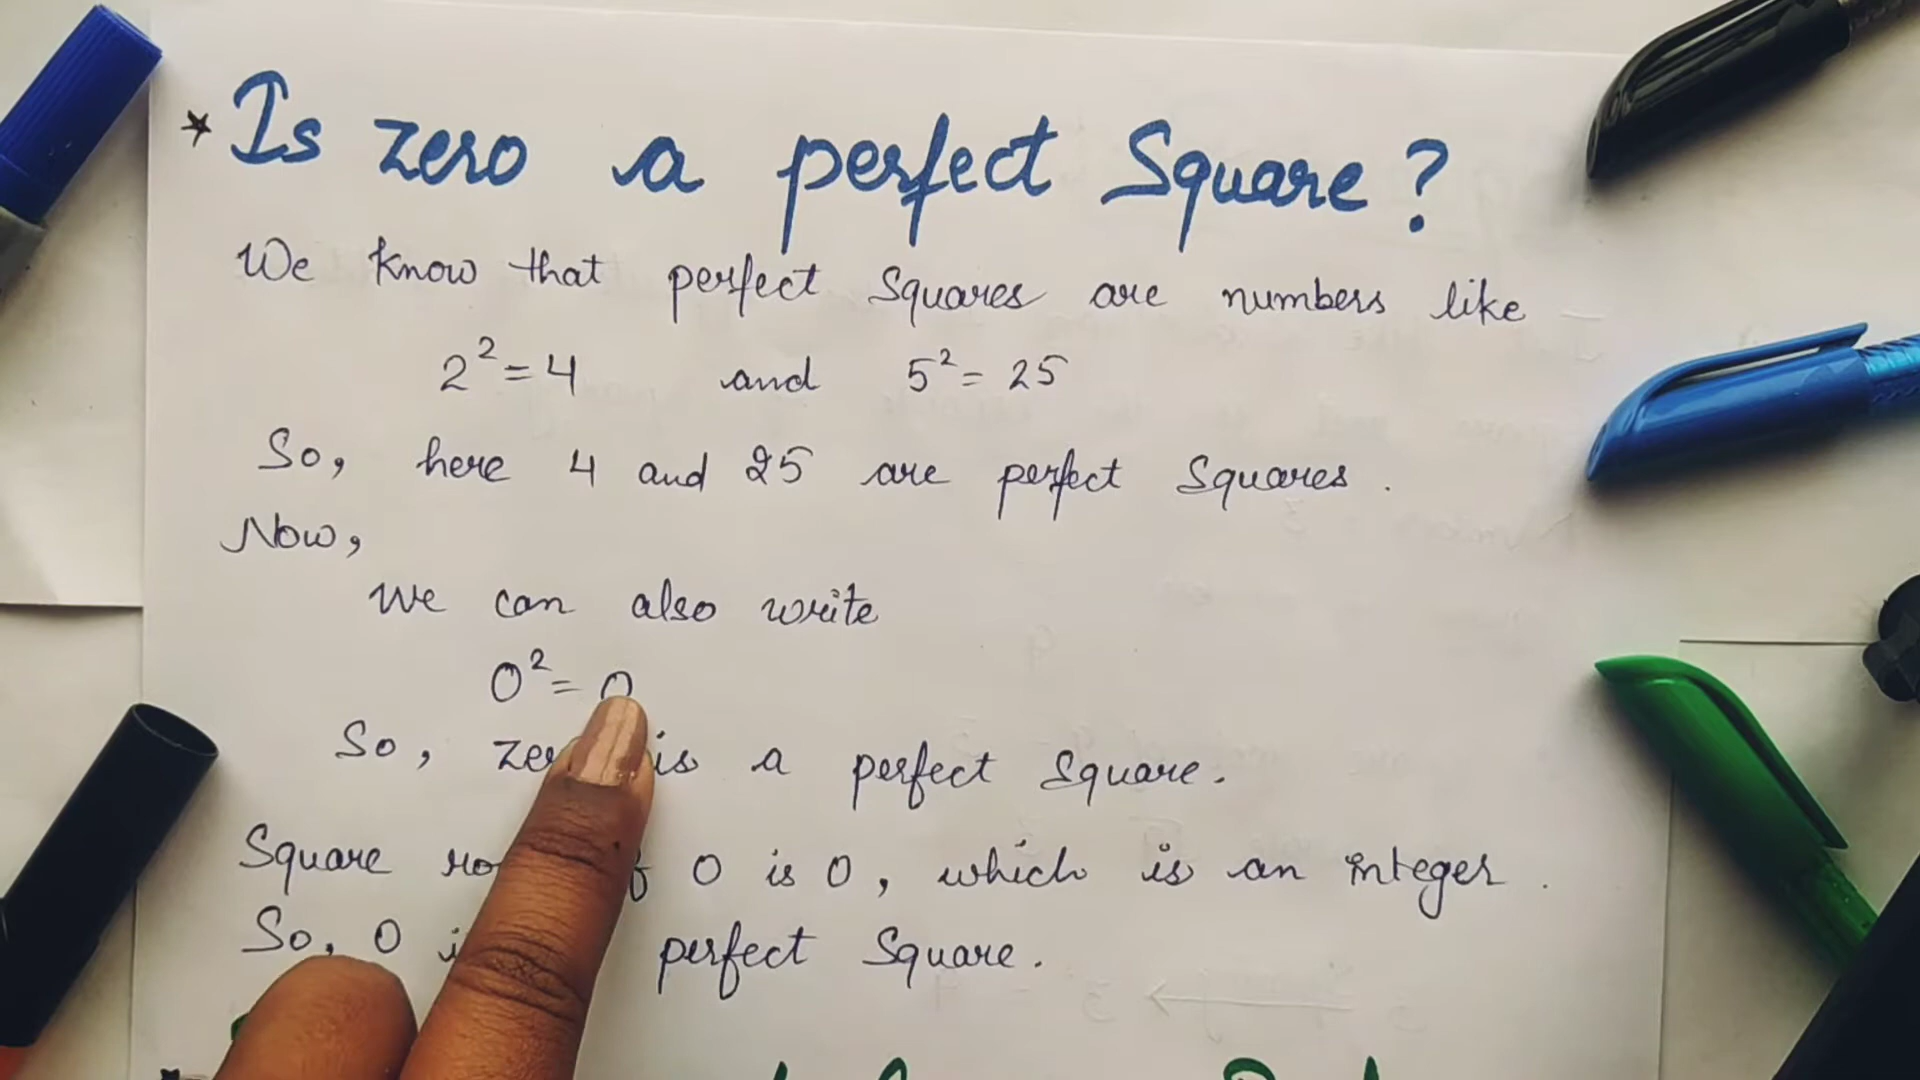 * Is zero a perfect Square?
We know that perfect Squares are numbers like
2² = 4 and 5² = 25
So, here 4 and 25 are perfect Squares.
Now,
We can also write
0² = 0
So, is a perfect Square.
Square 0 is 0, which is an integer.
So, 0 perfect Square.